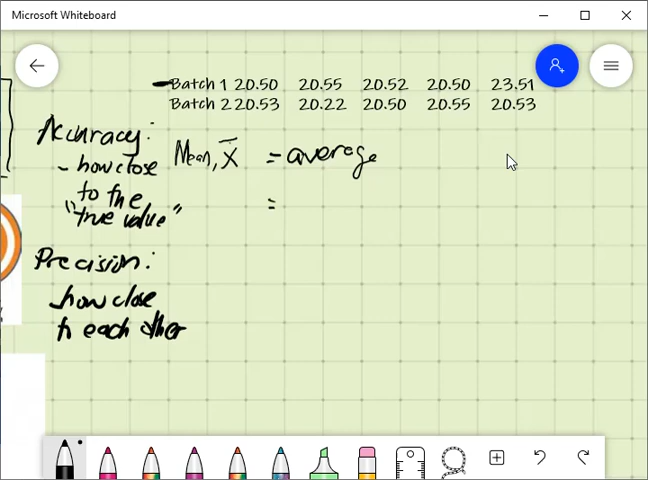 Microsoft Whiteboard
Batch 1 20.50 20.55 20.52 20.50 23.51
Batch 2 20.53 20.22 20.50 20.55 20.53
Accuracy:
- how close
to the
"true value"
Mean, X̄ = average
=
Precision:
how close
to each other